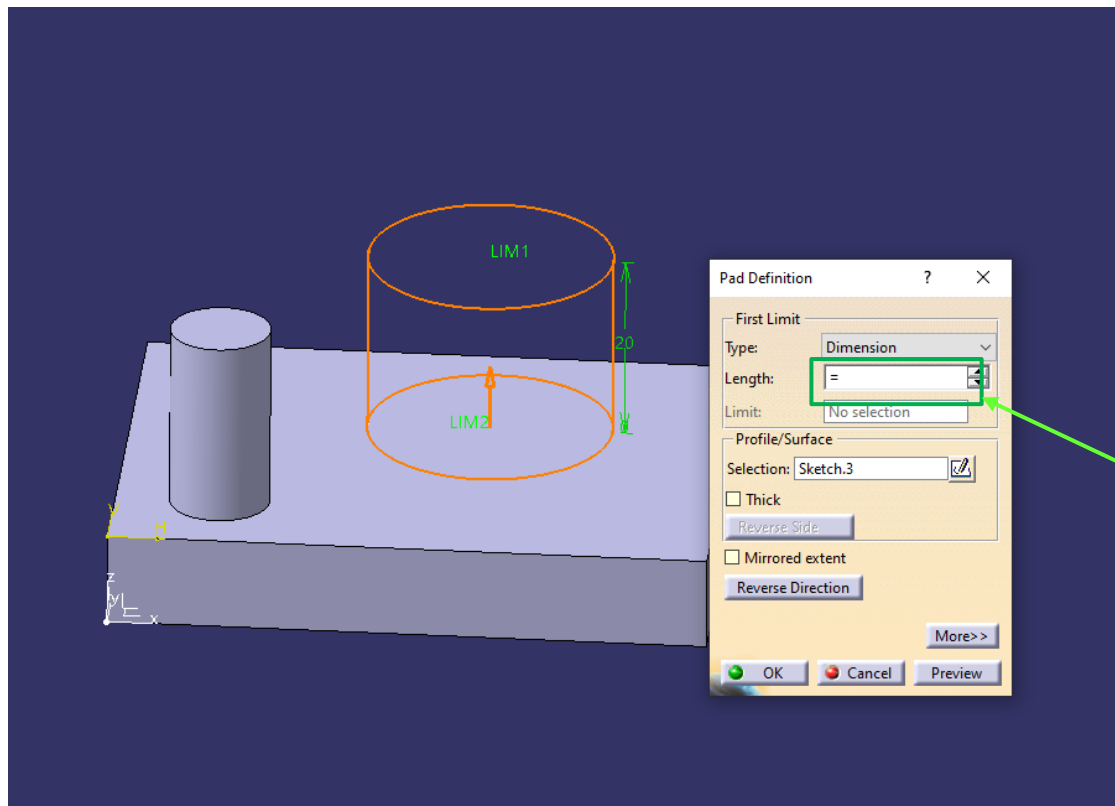 LIM1
20
LIM2
y
z
y
x
Pad Definition ?
First Limit
Type: Dimension
Length: =
Limit: No selection
Profile/Surface
Selection: Sketch.3
Thick
Reverse Side
Mirrored extent
Reverse Direction
More>>
OK Cancel Preview